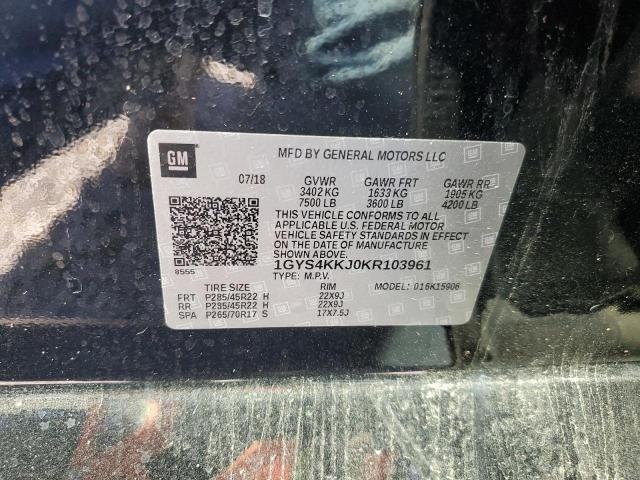 GM
MFD BY GENERAL MOTORS LLC
07/18 GVWR GAWR FRT GAWR RR
3402 KG 1633 KG 1905 KG
7500 LB 3600 LB 4200 LB
THIS VEHICLE CONFORMS TO ALL
APPLICABLE U.S. FEDERAL MOTOR
VEHICLE SAFETY STANDARDS IN EFFECT
ON THE DATE OF MANUFACTURE
SHOWN ABOVE.
1GYS4KKJ0KR103961
8555 TYPE: M.P.V.
TIRE SIZE RIM MODEL: 016K15906
FRT P285/45R22 H 22X9J
RR P285/45R22 H 22X9J
SPA P265/70R17 S 17X7.5J